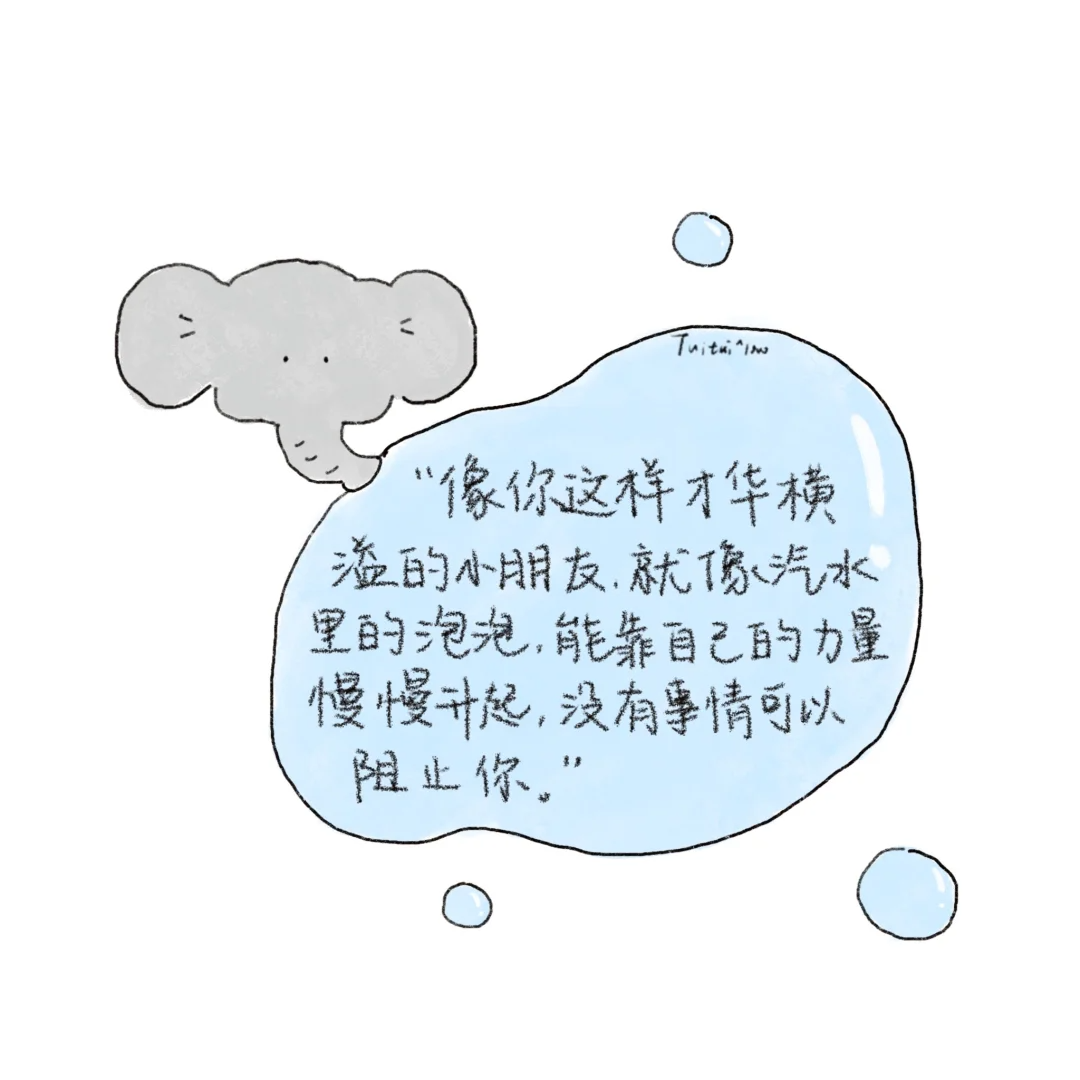 “像你这样才华横
溢的小朋友,就像汽水
里的泡泡,能靠自己的力量
慢慢升起,没有事情可以
阻止你。”